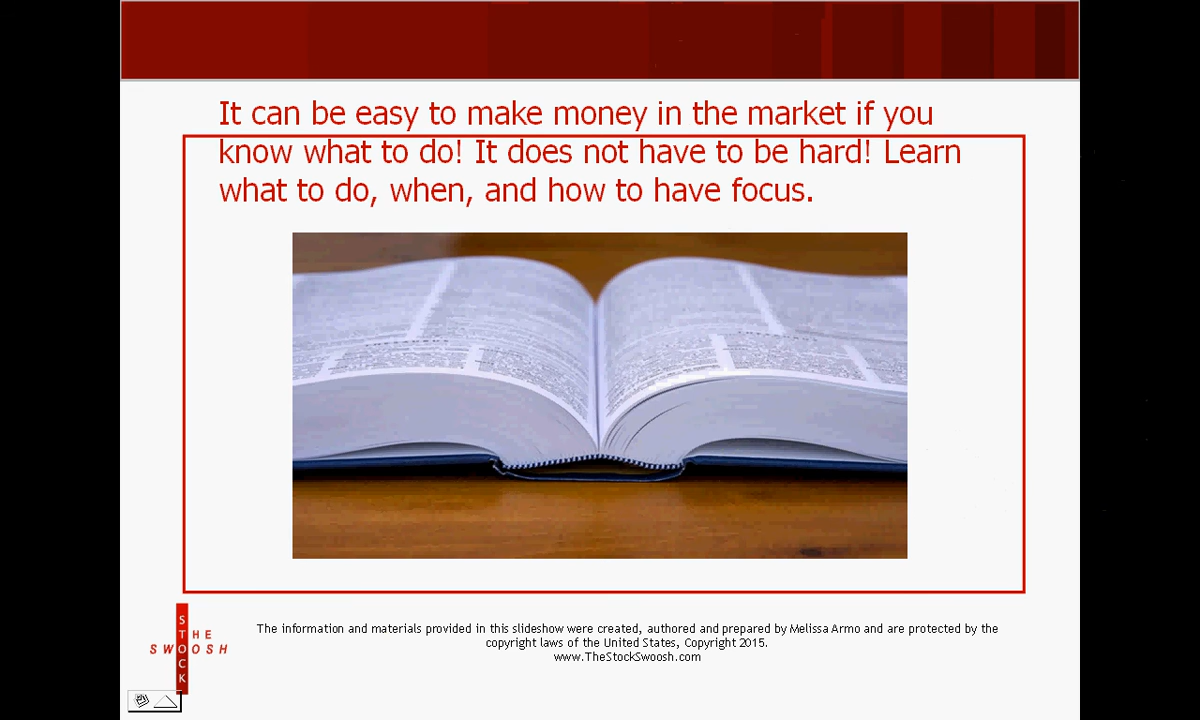 It can be easy to make money in the market if you
know what to do! It does not have to be hard! Learn
what to do, when, and how to have focus.
THE
STOCK
SWOOSH
The information and materials provided in this slideshow were created, authored and prepared by Melissa Armo and are protected by the
copyright laws of the United States, Copyright 2015.
www.TheStockSwoosh.com